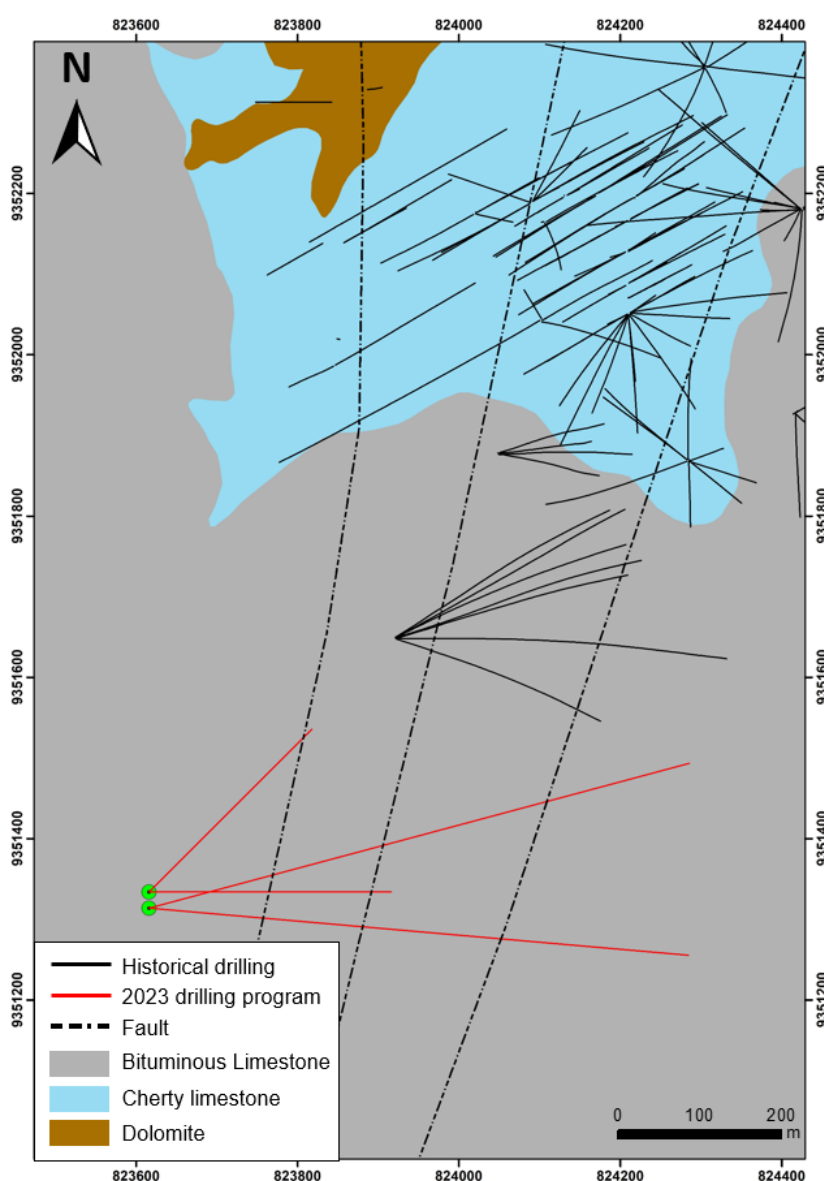 823600 823800 824000 824200 824400
N
9352200
9352200
9352000
9352000
9351800
9351800
9351600
9351600
9351400
9351400
9351200
9351200
Historical drilling
2023 drilling program
Fault
Bituminous Limestone
Cherty limestone
Dolomite
0 100 200
m
823600 823800 824000 824200 824400